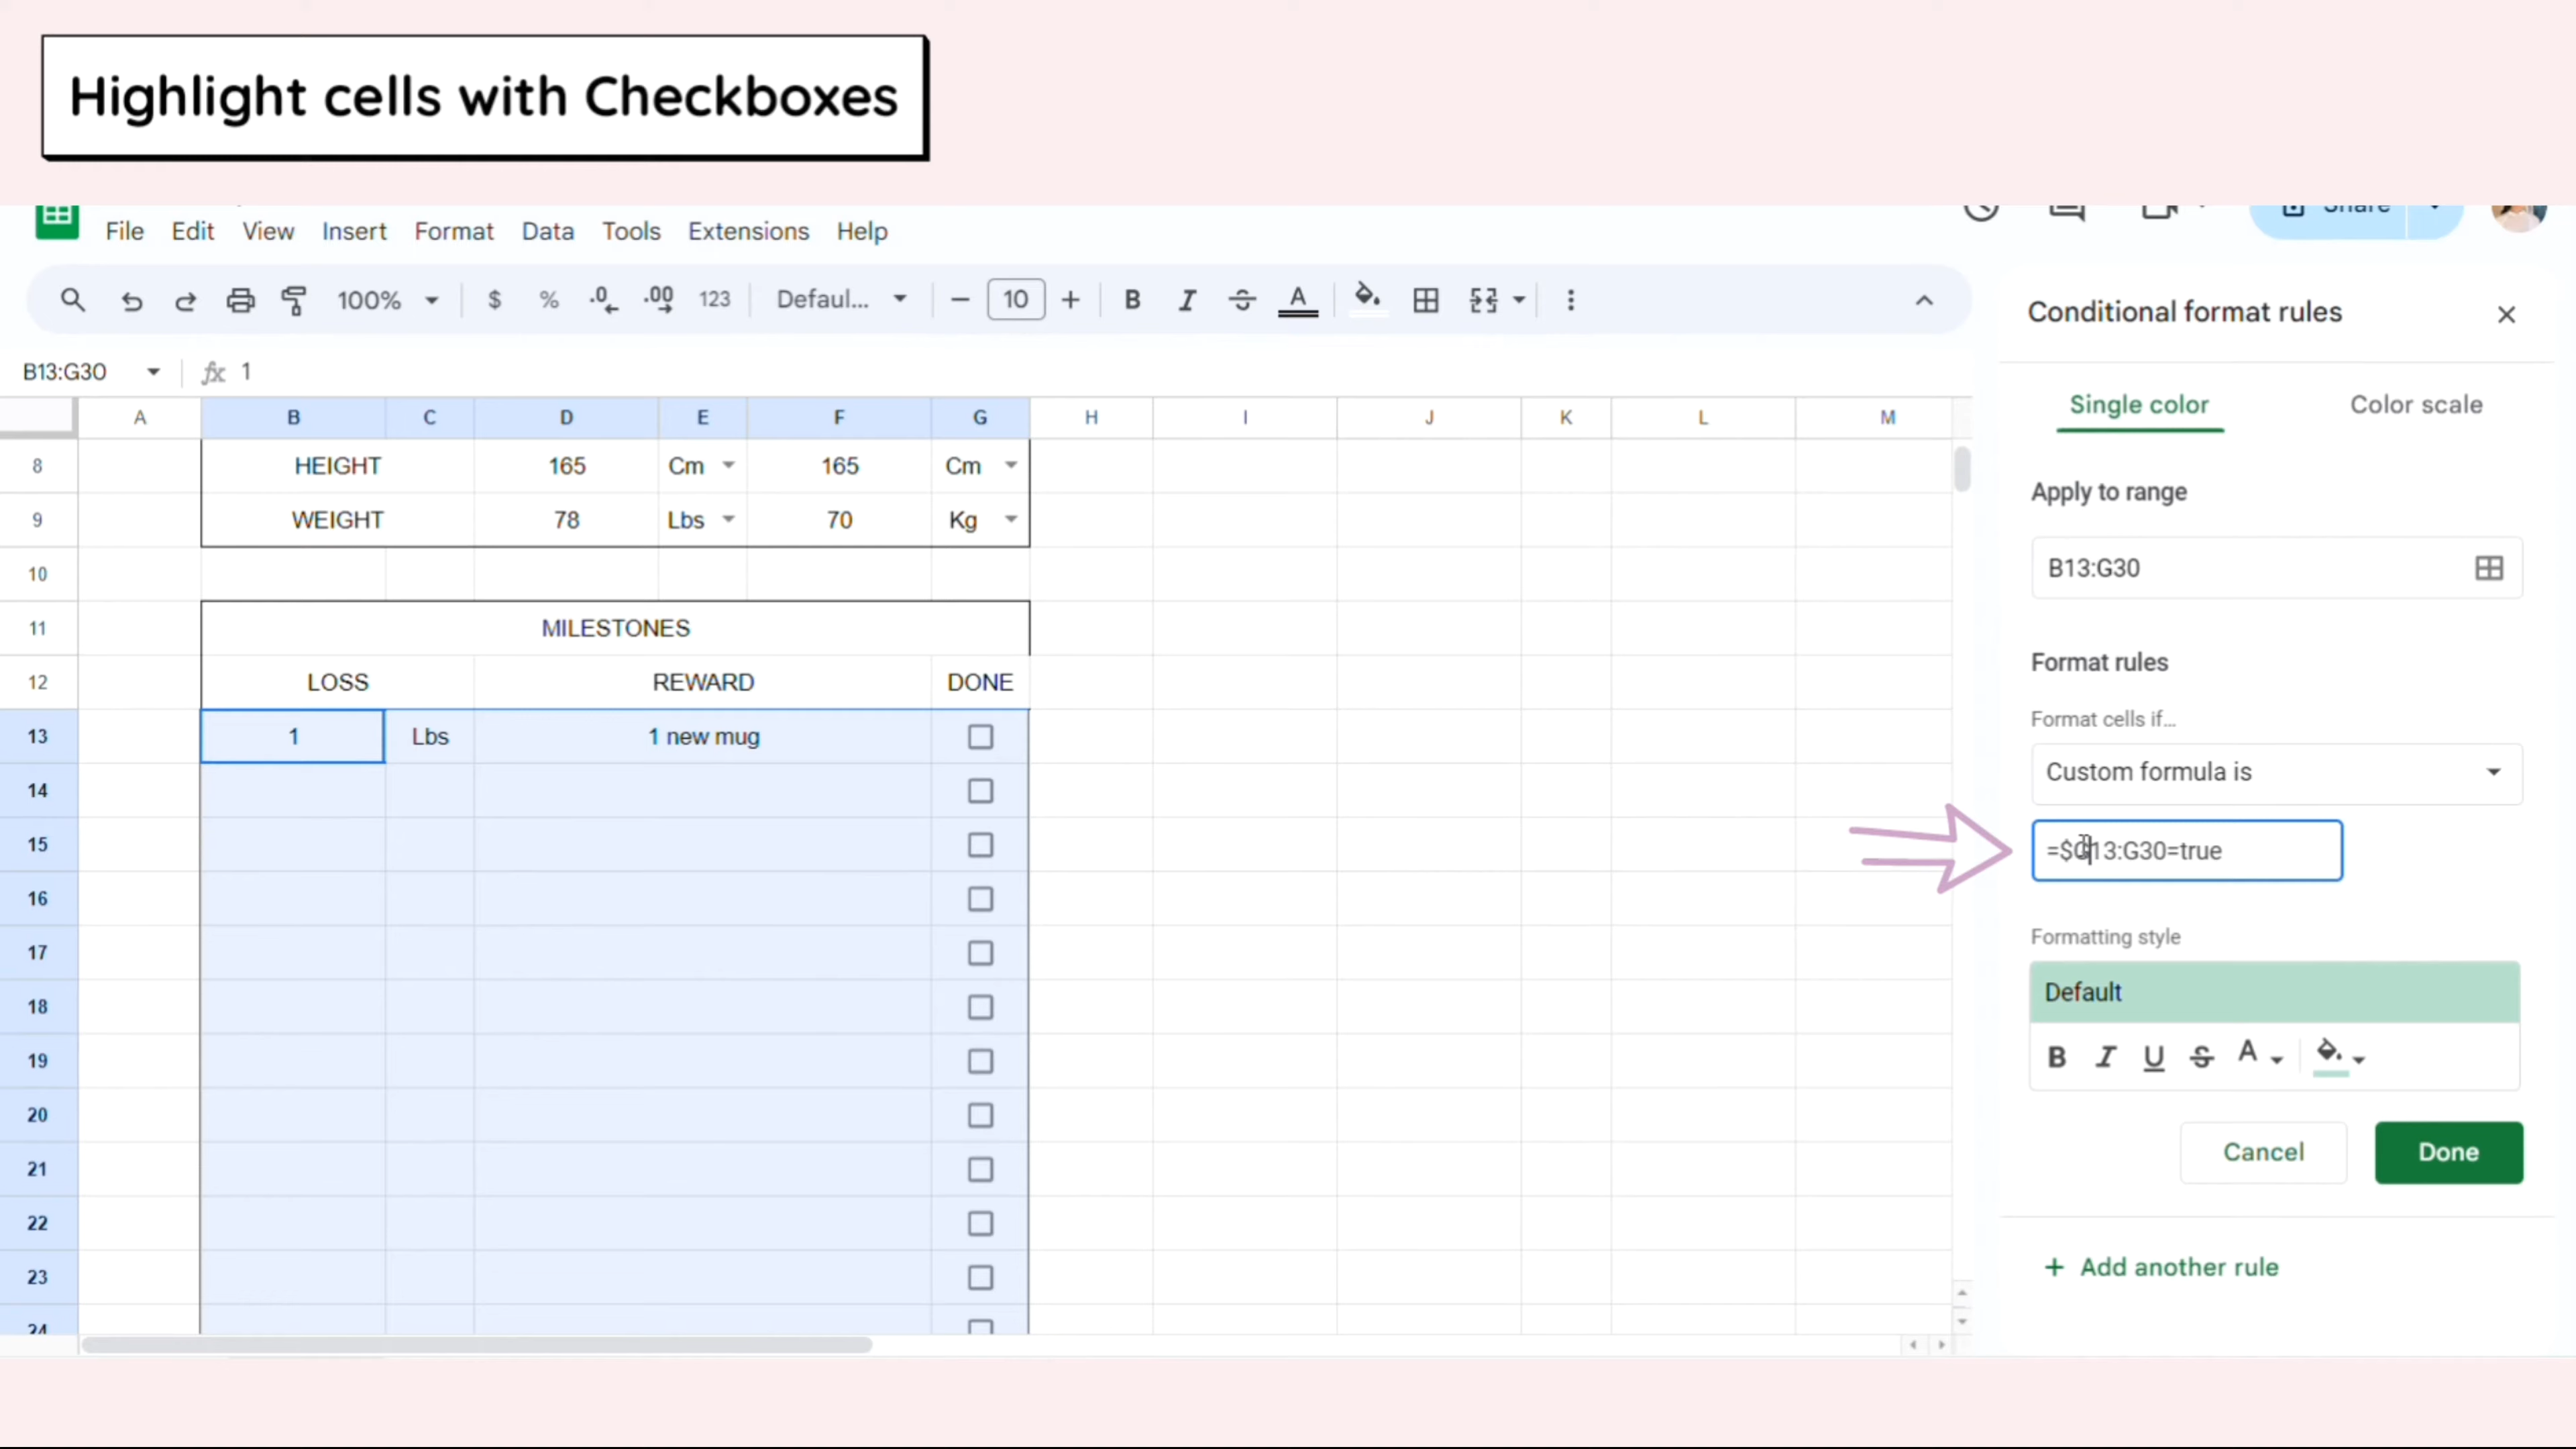 Highlight cells with Checkboxes
File Edit View Insert Format Data Tools Extensions Help
100% $ % .0 .00 123 Defaul... 10 B I S A
B13:G30 fx 1
A B C D E F G H I J K L M
8 HEIGHT 165 Cm 165 Cm
9 WEIGHT 78 Lbs 70 Kg
10
11 MILESTONES
12 LOSS REWARD DONE
13 1 Lbs 1 new mug
14
15
16
17
18
19
20
21
22
23
24
Share
Conditional format rules
Single color Color scale
Apply to range
B13:G30
Format rules
Format cells if...
Custom formula is
=$G13:G30=true
Formatting style
Default
B I U S A
Cancel Done
+ Add another rule